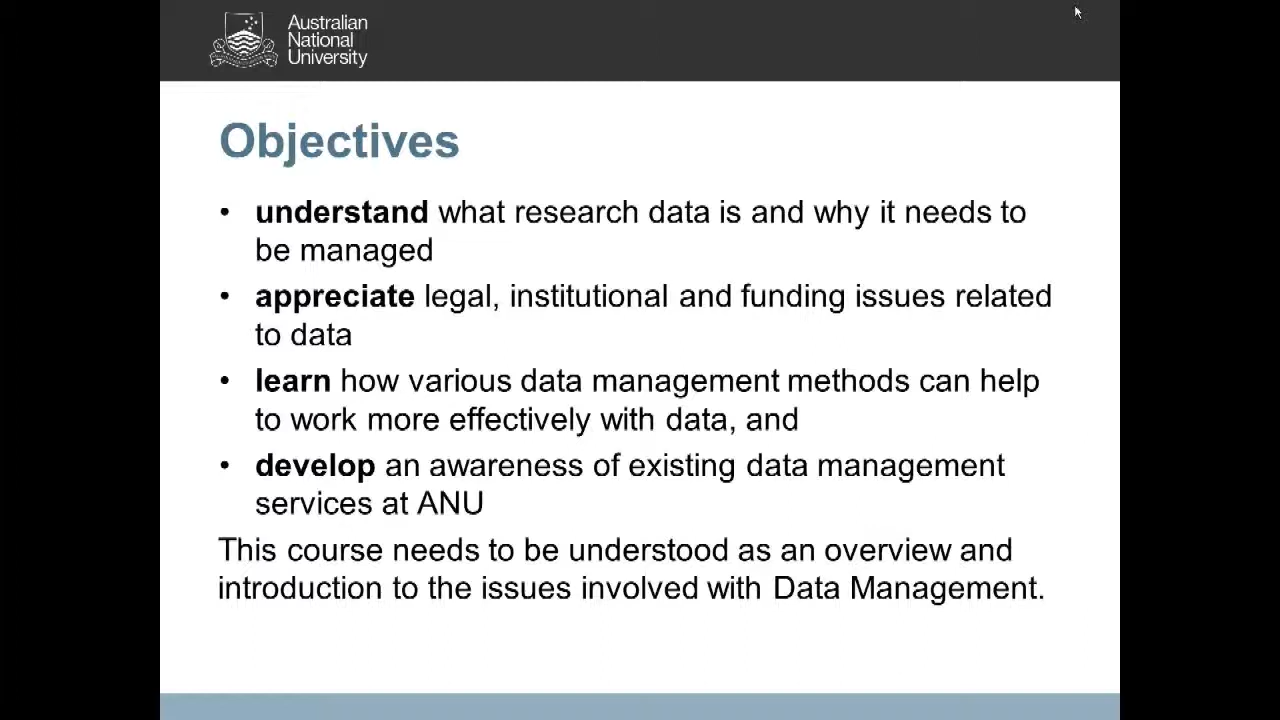 Australian
National
University
Objectives
• understand what research data is and why it needs to
be managed
• appreciate legal, institutional and funding issues related
to data
• learn how various data management methods can help
to work more effectively with data, and
• develop an awareness of existing data management
services at ANU
This course needs to be understood as an overview and
introduction to the issues involved with Data Management.